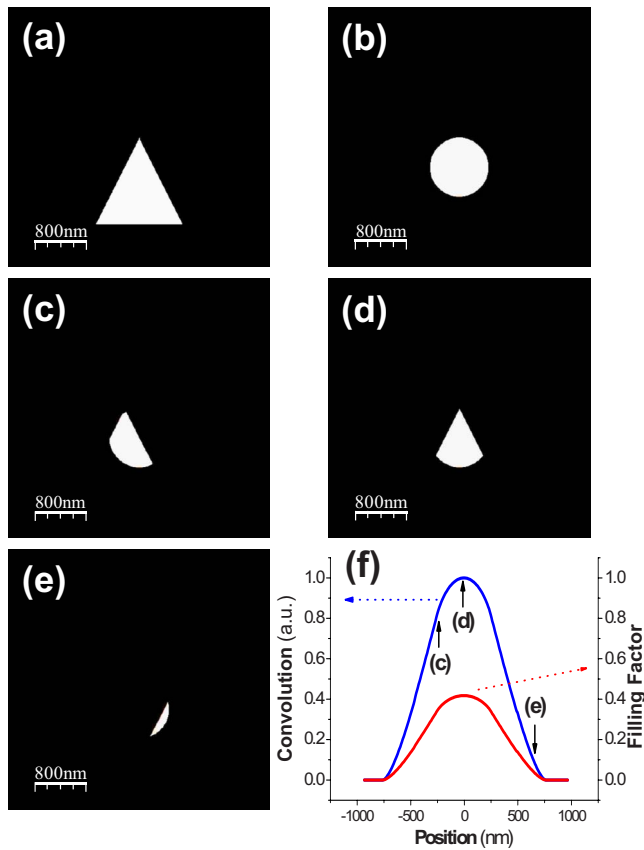 (a)
800nm
(b)
800nm
(c)
800nm
(d)
800nm
(e)
800nm
(f)
1.0
0.8
0.6
0.4
0.2
0.0
Convolution (a.u.)
(c)
(d)
(e)
1.0
0.8
0.6
0.4
0.2
0.0
Filling Factor
-1000 -500 0 500 1000
Position (nm)